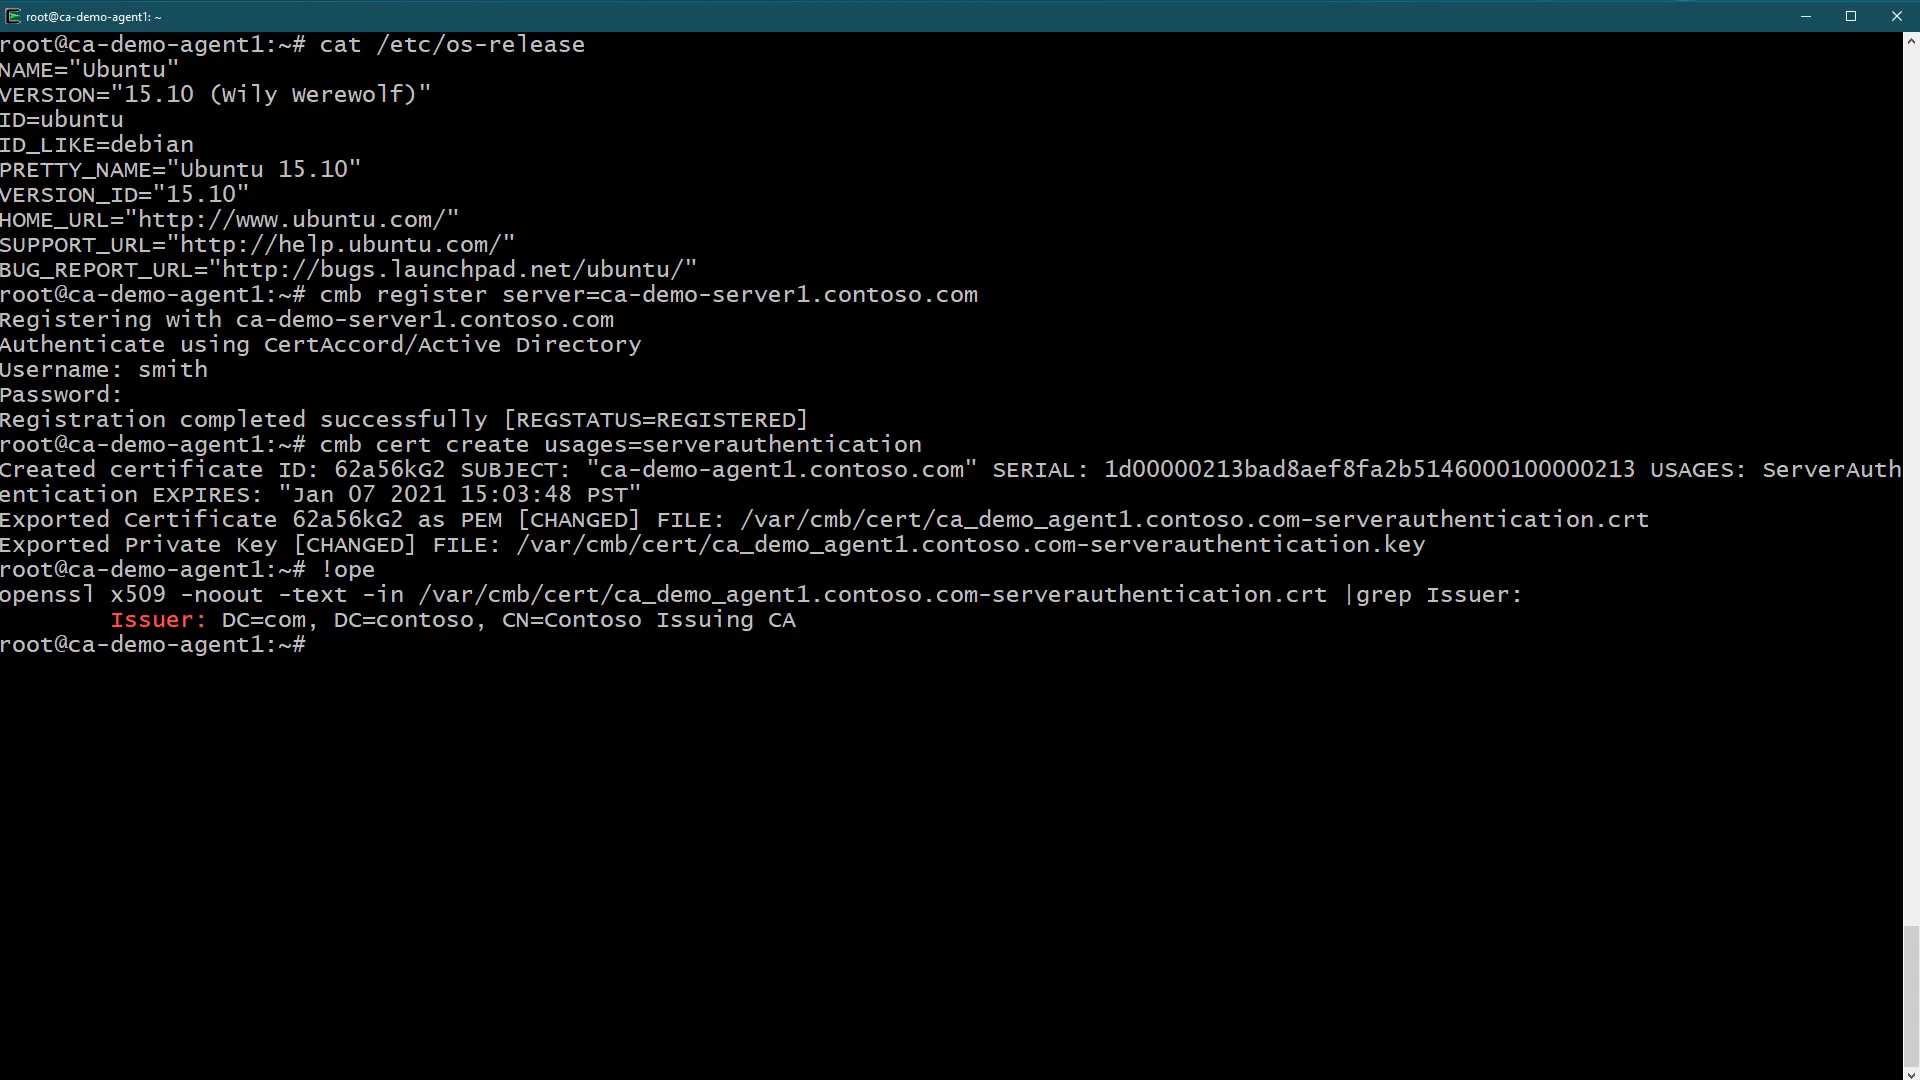 root@ca-demo-agent1: ~
root@ca-demo-agent1:~# cat /etc/os-release
NAME="Ubuntu"
VERSION="15.10 (Wily Werewolf)"
ID=ubuntu
ID_LIKE=debian
PRETTY_NAME="Ubuntu 15.10"
VERSION_ID="15.10"
HOME_URL="http://www.ubuntu.com/"
SUPPORT_URL="http://help.ubuntu.com/"
BUG_REPORT_URL="http://bugs.launchpad.net/ubuntu/"
root@ca-demo-agent1:~# cmb register server=ca-demo-server1.contoso.com
Registering with ca-demo-server1.contoso.com
Authenticate using CertAccord/Active Directory
Username: smith
Password:
Registration completed successfully [REGSTATUS=REGISTERED]
root@ca-demo-agent1:~# cmb cert create usages=serverauthentication
Created certificate ID: 62a56kG2 SUBJECT: "ca-demo-agent1.contoso.com" SERIAL: 1d00000213bad8aef8fa2b5146000100000213 USAGES: ServerAuth
entication EXPIRES: "Jan 07 2021 15:03:48 PST"
Exported Certificate 62a56kG2 as PEM [CHANGED] FILE: /var/cmb/cert/ca_demo_agent1.contoso.com-serverauthentication.crt
Exported Private Key [CHANGED] FILE: /var/cmb/cert/ca_demo_agent1.contoso.com-serverauthentication.key
root@ca-demo-agent1:~# !ope
openssl x509 -noout -text -in /var/cmb/cert/ca_demo_agent1.contoso.com-serverauthentication.crt |grep Issuer:
        Issuer: DC=com, DC=contoso, CN=Contoso Issuing CA
root@ca-demo-agent1:~#